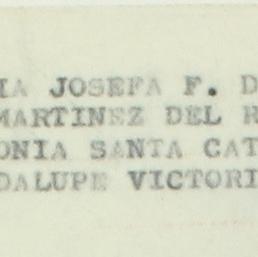 IA JOSEFA F. D
MARTINEZ DEL R
ONIA SANTA CAT
DALUPE VICTORI